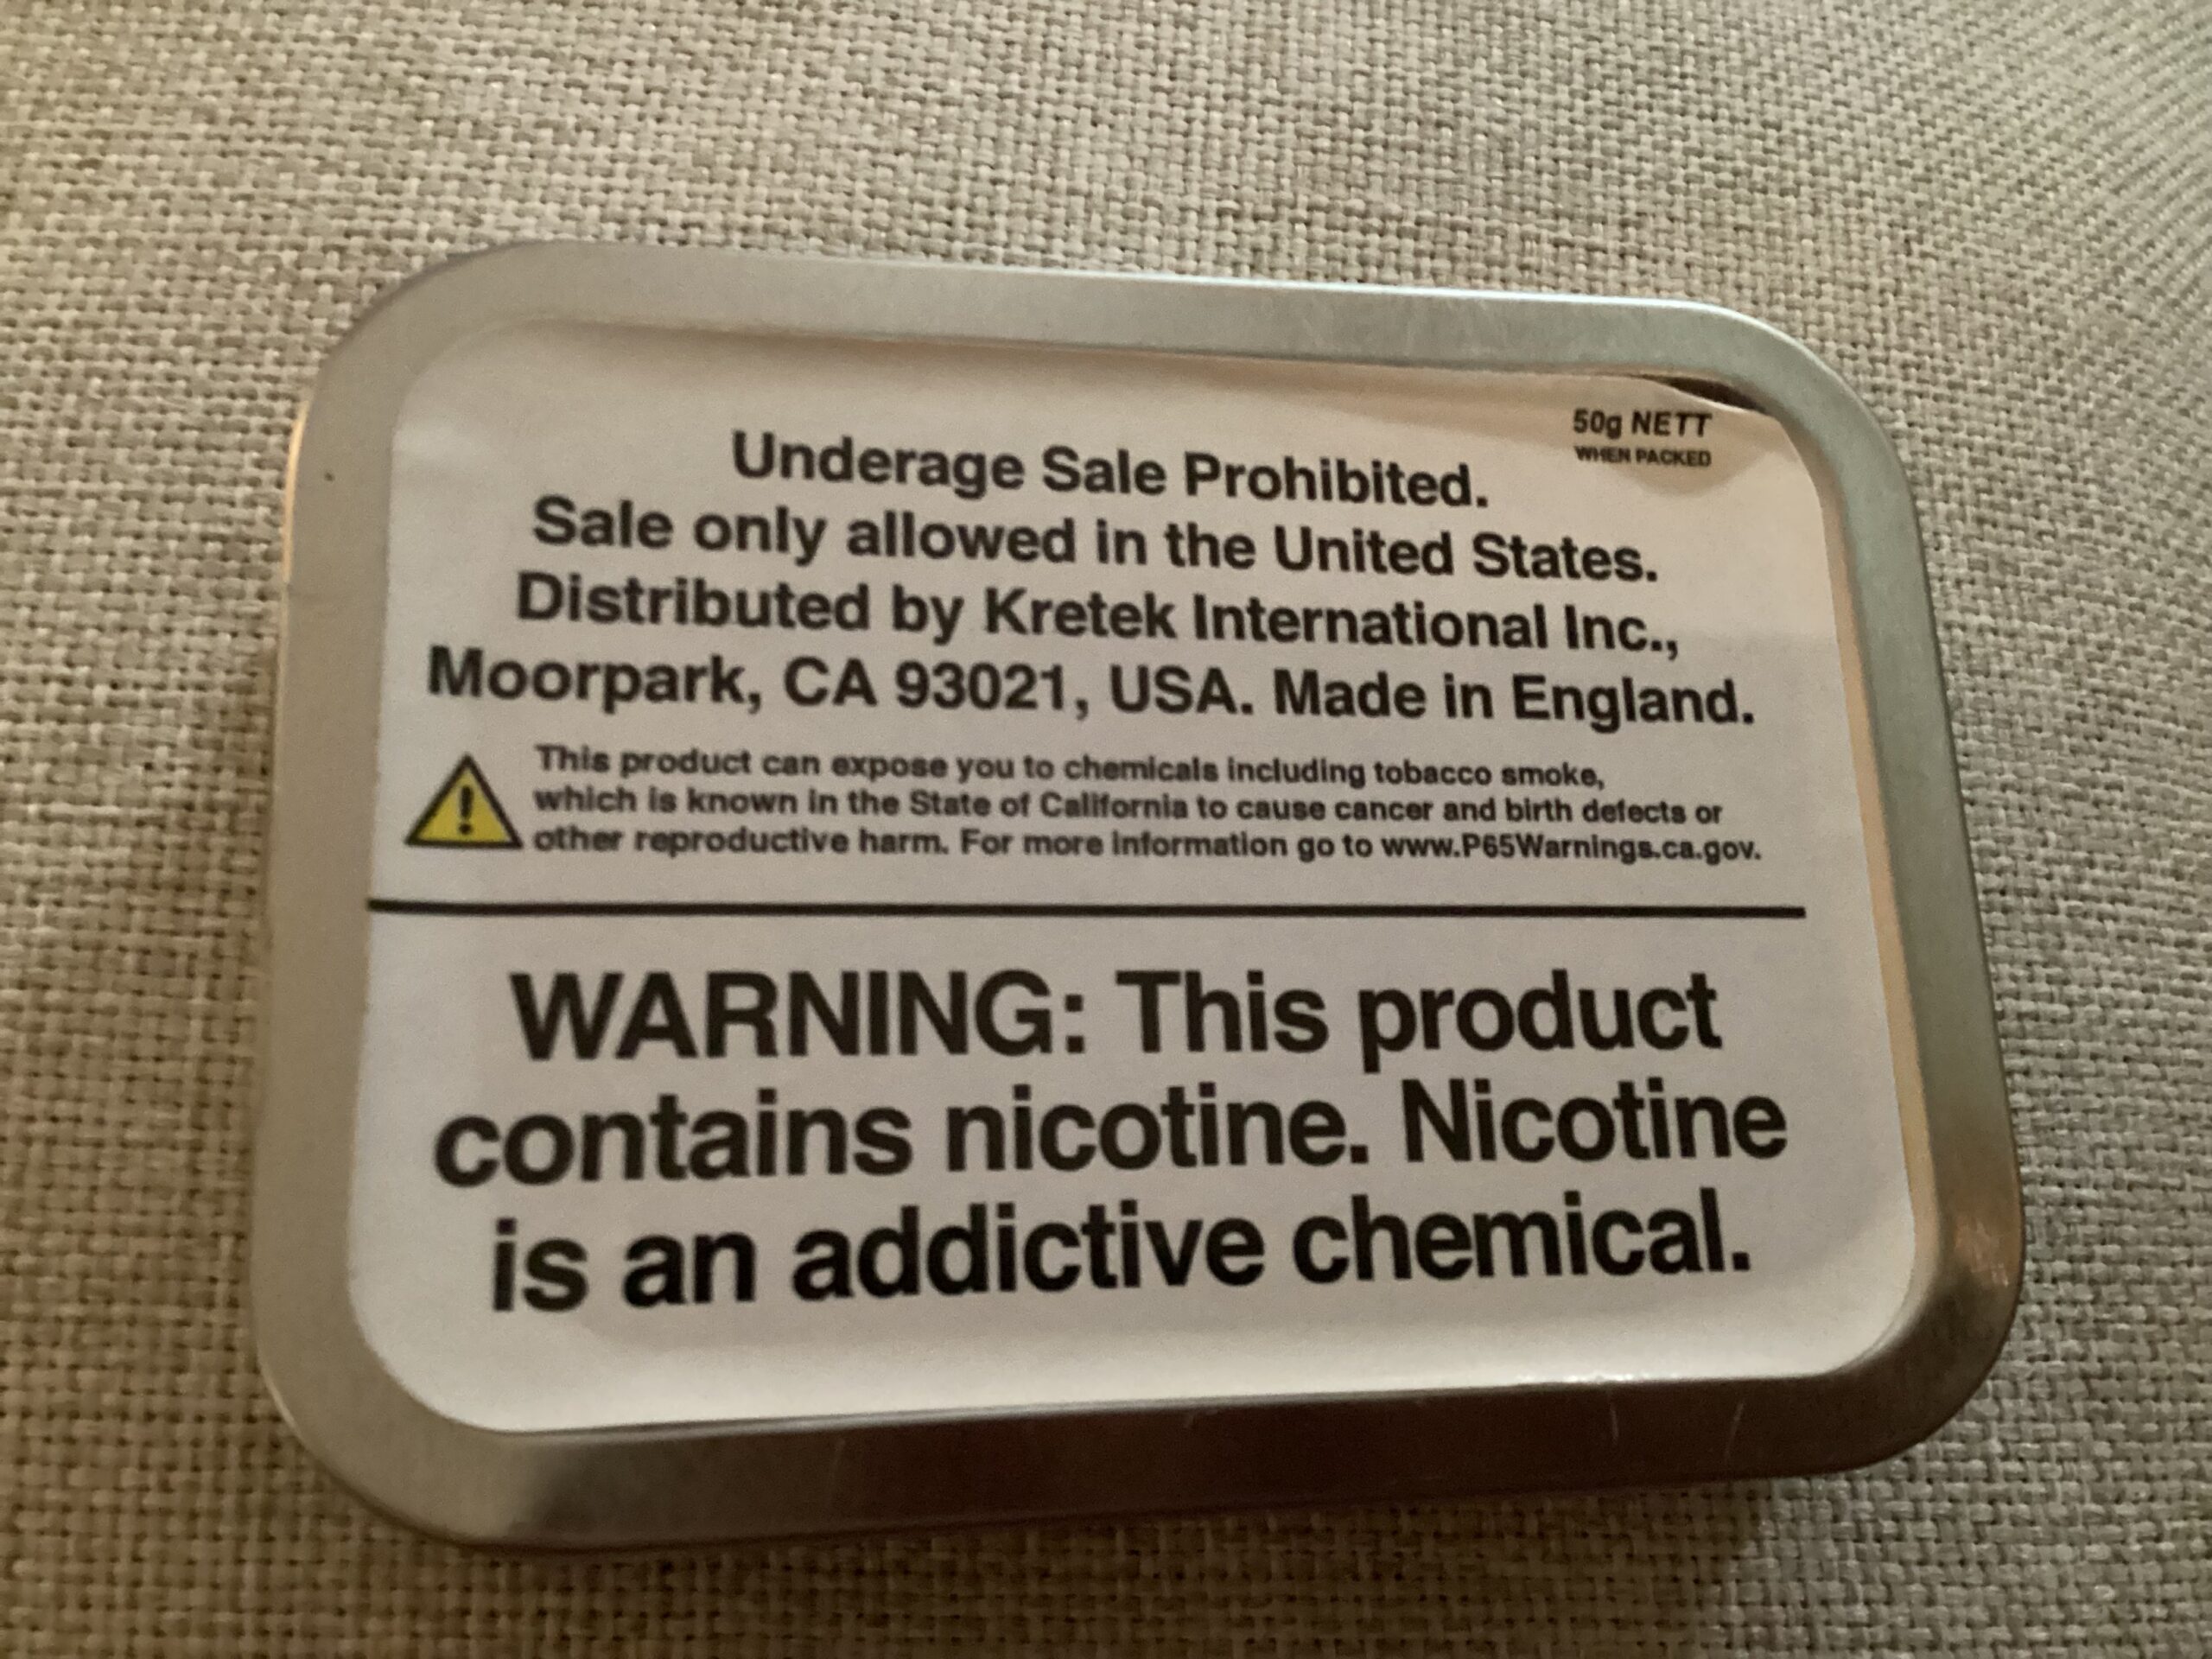 50g NETT
WHEN PACKED
Underage Sale Prohibited.
Sale only allowed in the United States.
Distributed by Kretek International Inc.,
Moorpark, CA 93021, USA. Made in England.
This product can expose you to chemicals including tobacco smoke,
which is known in the State of California to cause cancer and birth defects or
other reproductive harm. For more information go to www.P65Warnings.ca.gov.
WARNING: This product
contains nicotine. Nicotine
is an addictive chemical.